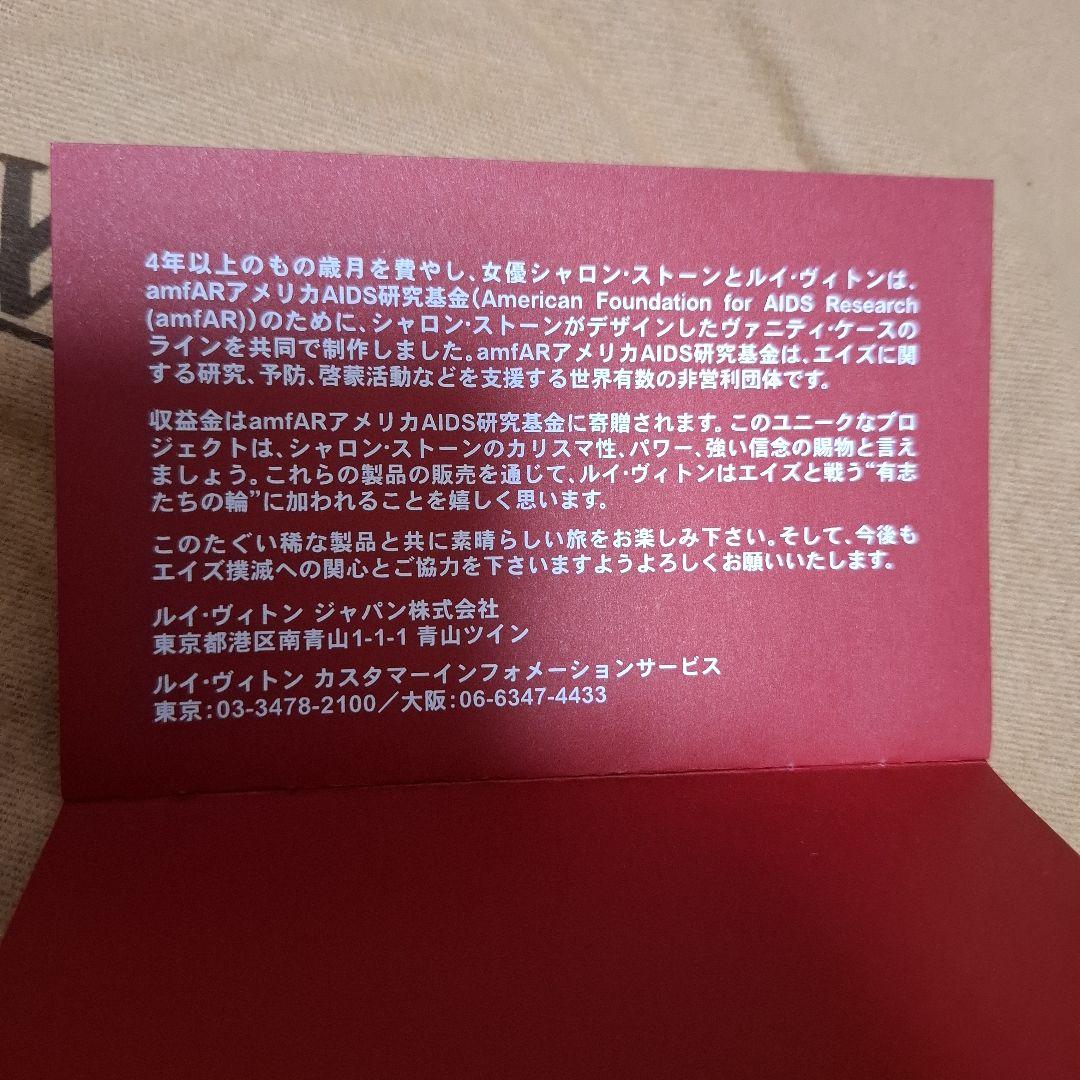 4年以上のもの歳月を費やし、女優シャロン・ストーンとルイ・ヴィトンは、
amfARアメリカAIDS研究基金(American Foundation for AIDS Research
(amfAR))のために、シャロン・ストーンがデザインしたヴァニティ・ケースの
ラインを共同で制作しました。amfARアメリカAIDS研究基金は、エイズに関
する研究、予防、啓蒙活動などを支援する世界有数の非営利団体です。
収益金はamfARアメリカAIDS研究基金に寄贈されます。このユニークなプロ
ジェクトは、シャロン・ストーンのカリスマ性、パワー、強い信念の賜物と言え
ましょう。これらの製品の販売を通じて、ルイ・ヴィトンはエイズと戦う“有志
たちの輪”に加われることを嬉しく思います。
このたぐい稀な製品と共に素晴らしい旅をお楽しみ下さい。そして、今後も
エイズ撲滅への関心とご協力を下さいますようよろしくお願いいたします。
ルイ・ヴィトン ジャパン株式会社
東京都港区南青山1-1-1 青山ツイン
ルイ・ヴィトン カスタマーインフォメーションサービス
東京:03-3478-2100/大阪:06-6347-4433